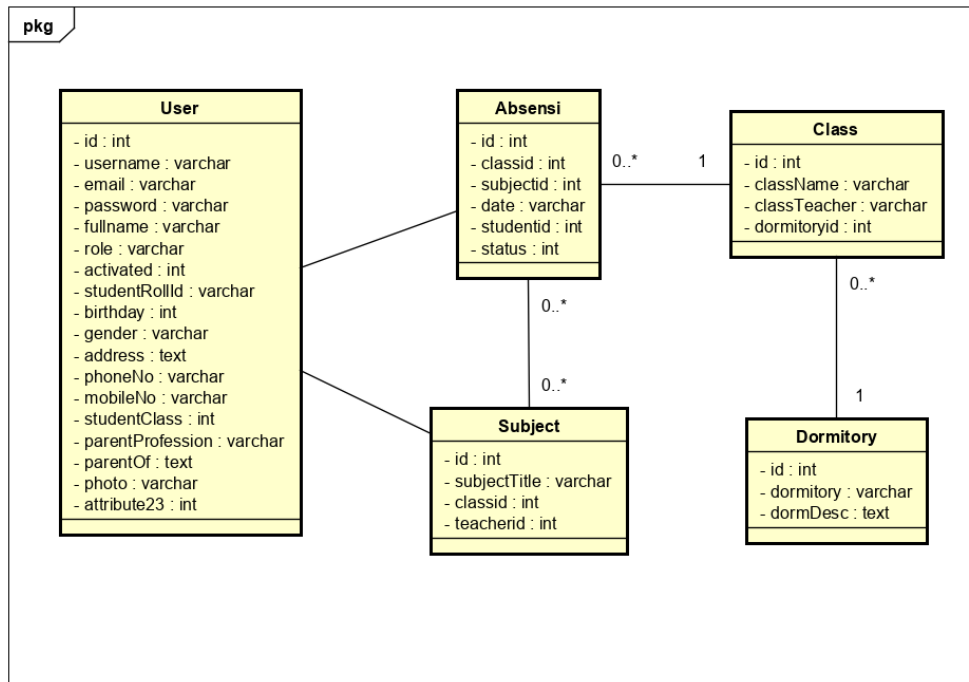 pkg
User
- id : int
- username : varchar
- email : varchar
- password : varchar
- fullname : varchar
- role : varchar
- activated : int
- studentRollId : varchar
- birthday : int
- gender : varchar
- address : text
- phoneNo : varchar
- mobileNo : varchar
- studentClass : int
- parentProfession : varchar
- parentOf : text
- photo : varchar
- attribute23 : int
Absensi
- id : int
- classid : int
- subjectid : int
- date : varchar
- studentid : int
- status : int
0..*
1
Class
- id : int
- className : varchar
- classTeacher : varchar
- dormitoryid : int
0..*
0..*
0..*
1
Subject
- id : int
- subjectTitle : varchar
- classid : int
- teacherid : int
Dormitory
- id : int
- dormitory : varchar
- dormDesc : text